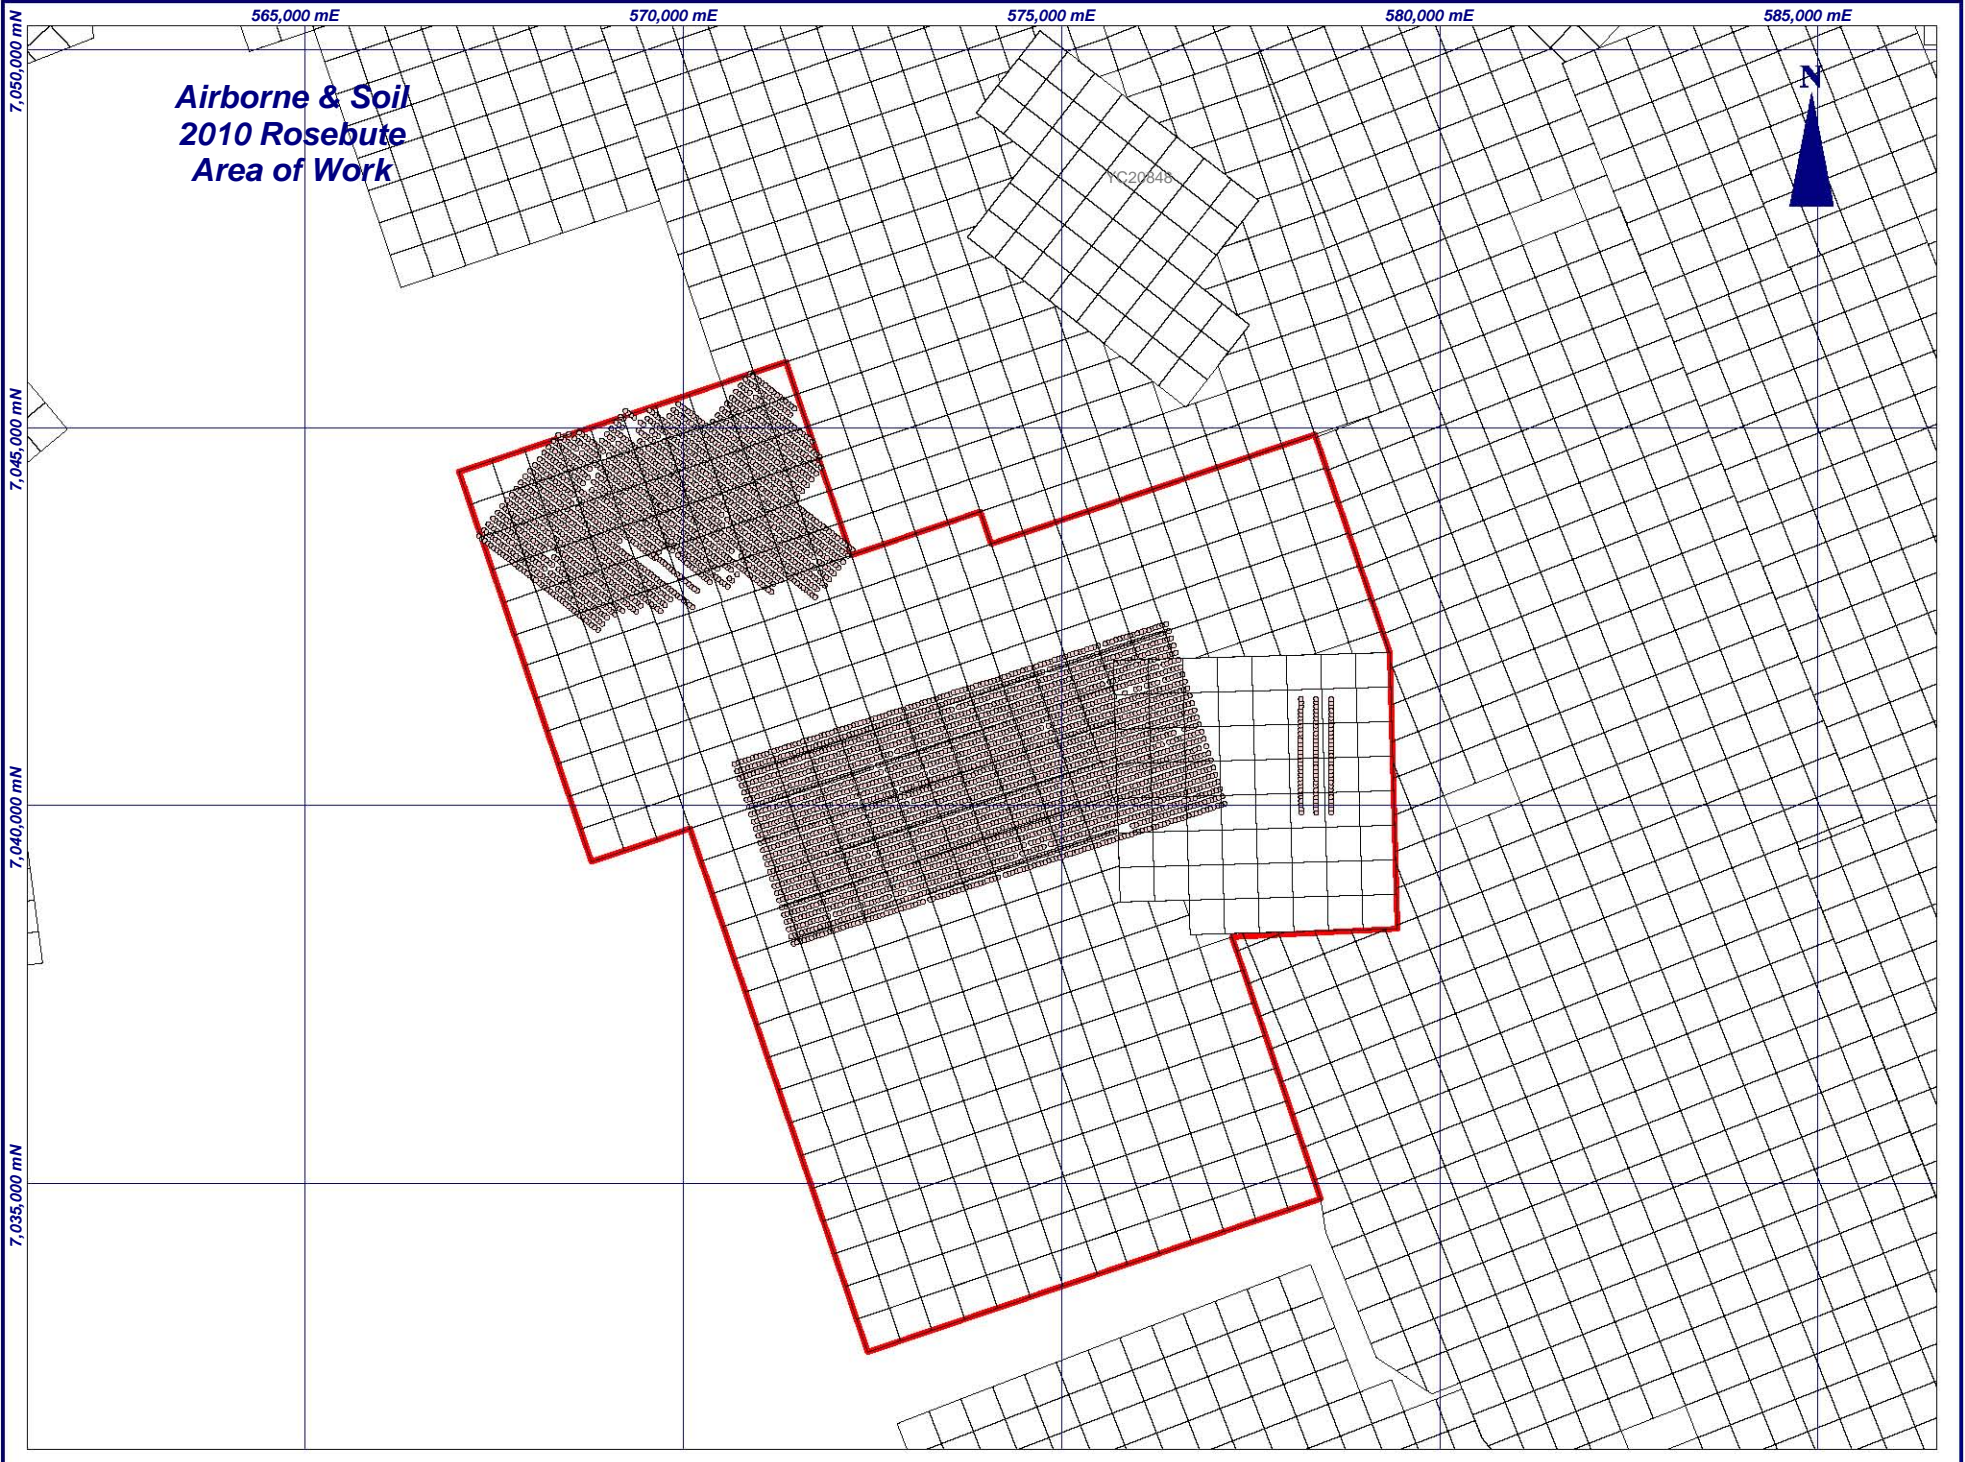 565,000 mE
570,000 mE
575,000 mE
580,000 mE
585,000 mE
7,050,000 mN
Airborne & Soil
2010 Rosebute
Area of Work
N
YC20848
7,045,000 mN
7,040,000 mN
7,035,000 mN